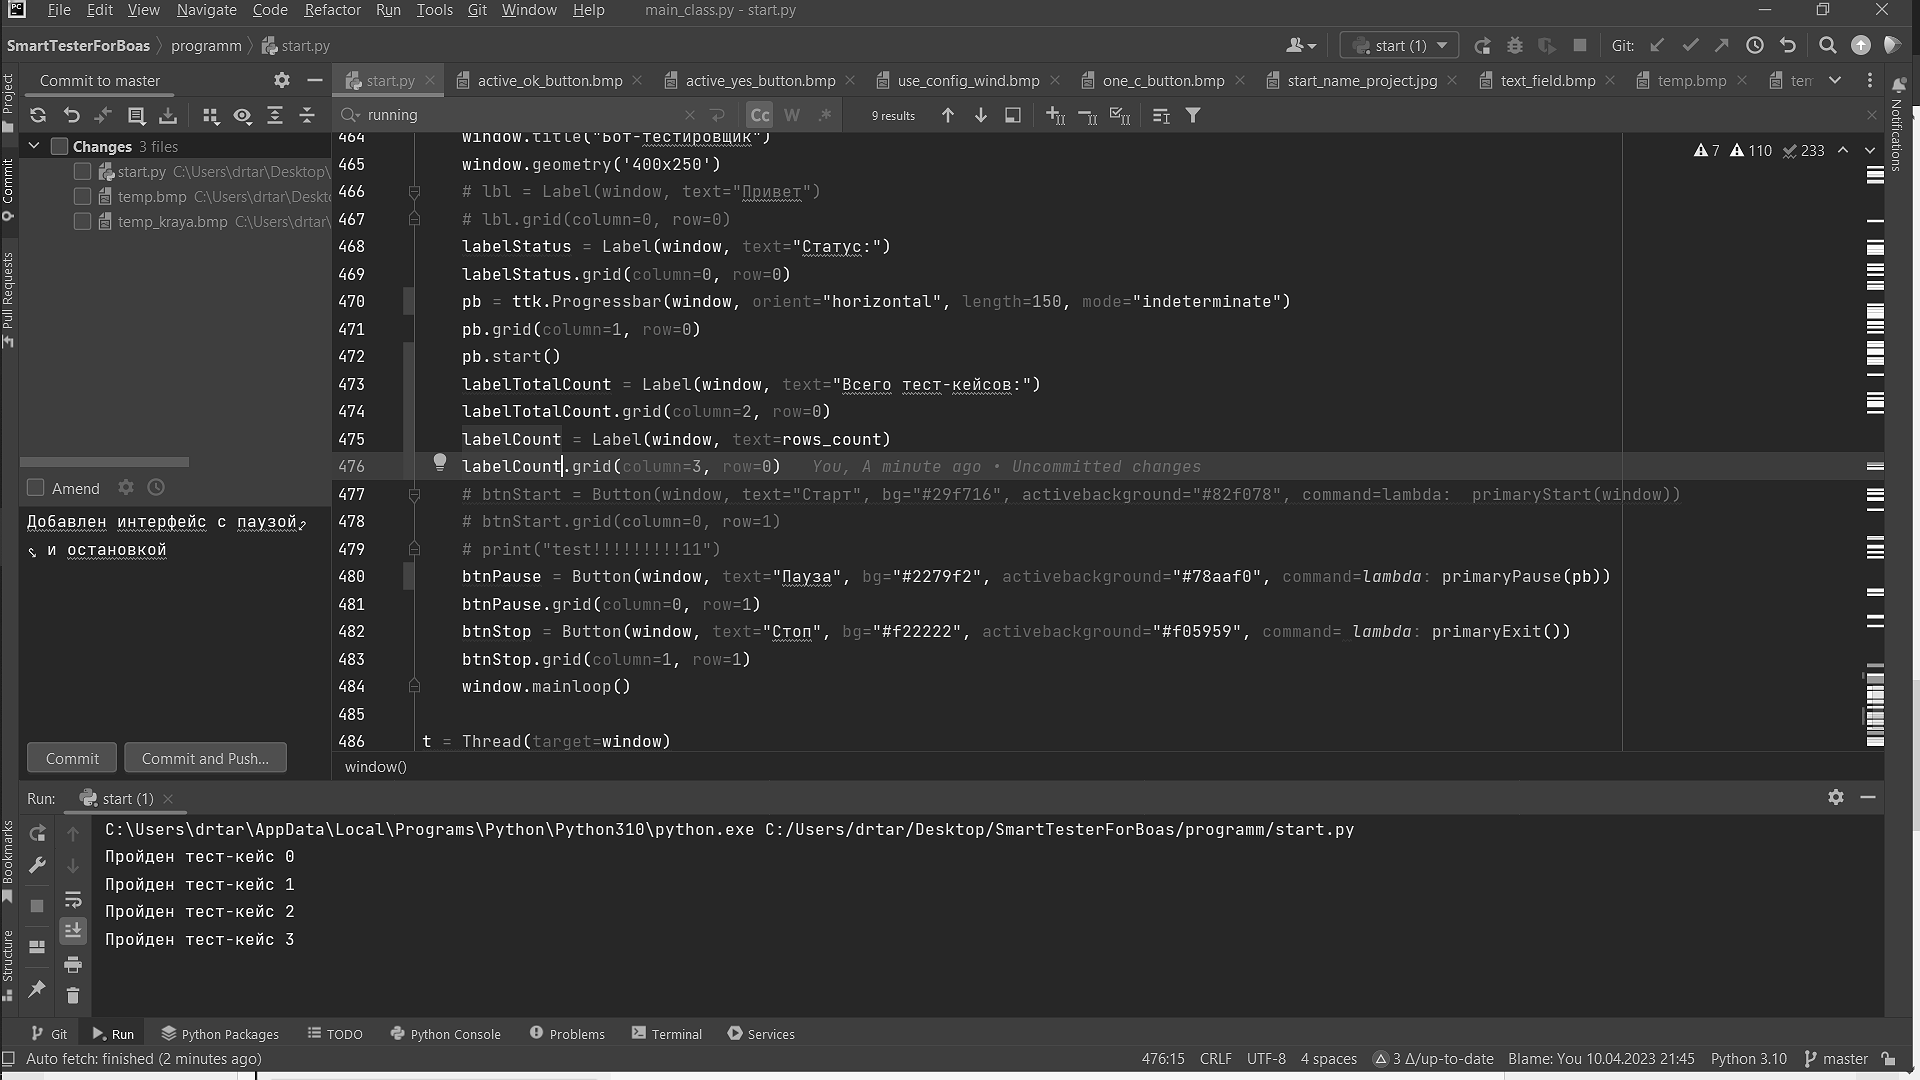 File Edit View Navigate Code Refactor Run Tools Git Window Help main_class.py - start.py
SmartTesterForBoas programm start.py start (1) Git:
Commit to master
start.py active_ok_button.bmp active_yes_button.bmp use_config_wind.bmp one_c_button.bmp start_name_project.jpg text_field.bmp temp.bmp
running Cc W .* 9 results
Changes 3 files
start.py C:\Users\drtar\Desktop\
temp.bmp C:\Users\drtar\Deskto
temp_kraya.bmp C:\Users\drtar\
Project
Commit
Pull Requests
Bookmarks
Structure
Notifications
7 110 233
464 window.title("Бот-тестировщик")
465 window.geometry('400x250')
466 # lbl = Label(window, text="Привет")
467 # lbl.grid(column=0, row=0)
468 labelStatus = Label(window, text="Статус:")
469 labelStatus.grid(column=0, row=0)
470 pb = ttk.Progressbar(window, orient="horizontal", length=150, mode="indeterminate")
471 pb.grid(column=1, row=0)
472 pb.start()
473 labelTotalCount = Label(window, text="Всего тест-кейсов:")
474 labelTotalCount.grid(column=2, row=0)
475 labelCount = Label(window, text=rows_count)
476 labelCount.grid(column=3, row=0) You, A minute ago • Uncommitted changes
477 # btnStart = Button(window, text="Старт", bg="#29f716", activebackground="#82f078", command=lambda:  primaryStart(window))
478 # btnStart.grid(column=0, row=1)
479 # print("test!!!!!!!!!11")
480 btnPause = Button(window, text="Пауза", bg="#2279f2", activebackground="#78aaf0", command=lambda: primaryPause(pb))
481 btnPause.grid(column=0, row=1)
482 btnStop = Button(window, text="Стоп", bg="#f22222", activebackground="#f05959", command= lambda: primaryExit())
483 btnStop.grid(column=1, row=1)
484 window.mainloop()
485
486 t = Thread(target=window)
window()
Amend
Добавлен интерфейс с паузой
и остановкой
Commit Commit and Push...
Run: start (1)
C:\Users\drtar\AppData\Local\Programs\Python\Python310\python.exe C:/Users/drtar/Desktop/SmartTesterForBoas/programm/start.py
Пройден тест-кейс 0
Пройден тест-кейс 1
Пройден тест-кейс 2
Пройден тест-кейс 3
Git Run Python Packages TODO Python Console Problems Terminal Services
Auto fetch: finished (2 minutes ago) 476:15 CRLF UTF-8 4 spaces 3 Δ/up-to-date Blame: You 10.04.2023 21:45 Python 3.10 master